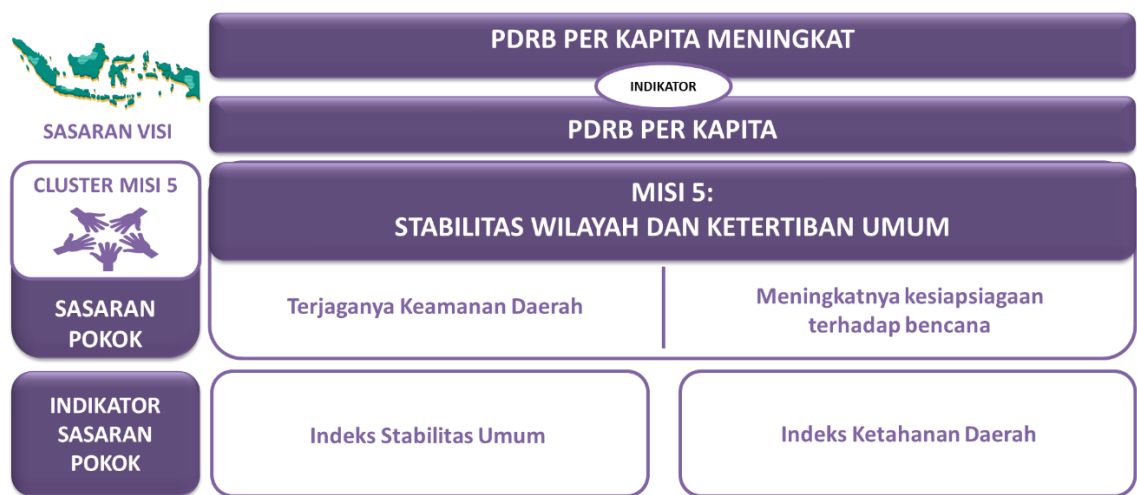 PDRB PER KAPITA MENINGKAT
INDIKATOR
SASARAN VISI
PDRB PER KAPITA
CLUSTER MISI 5
MISI 5:
STABILITAS WILAYAH DAN KETERTIBAN UMUM
SASARAN
POKOK
Terjaganya Keamanan Daerah
Meningkatnya kesiapsiagaan
terhadap bencana
INDIKATOR
SASARAN
POKOK
Indeks Stabilitas Umum
Indeks Ketahanan Daerah